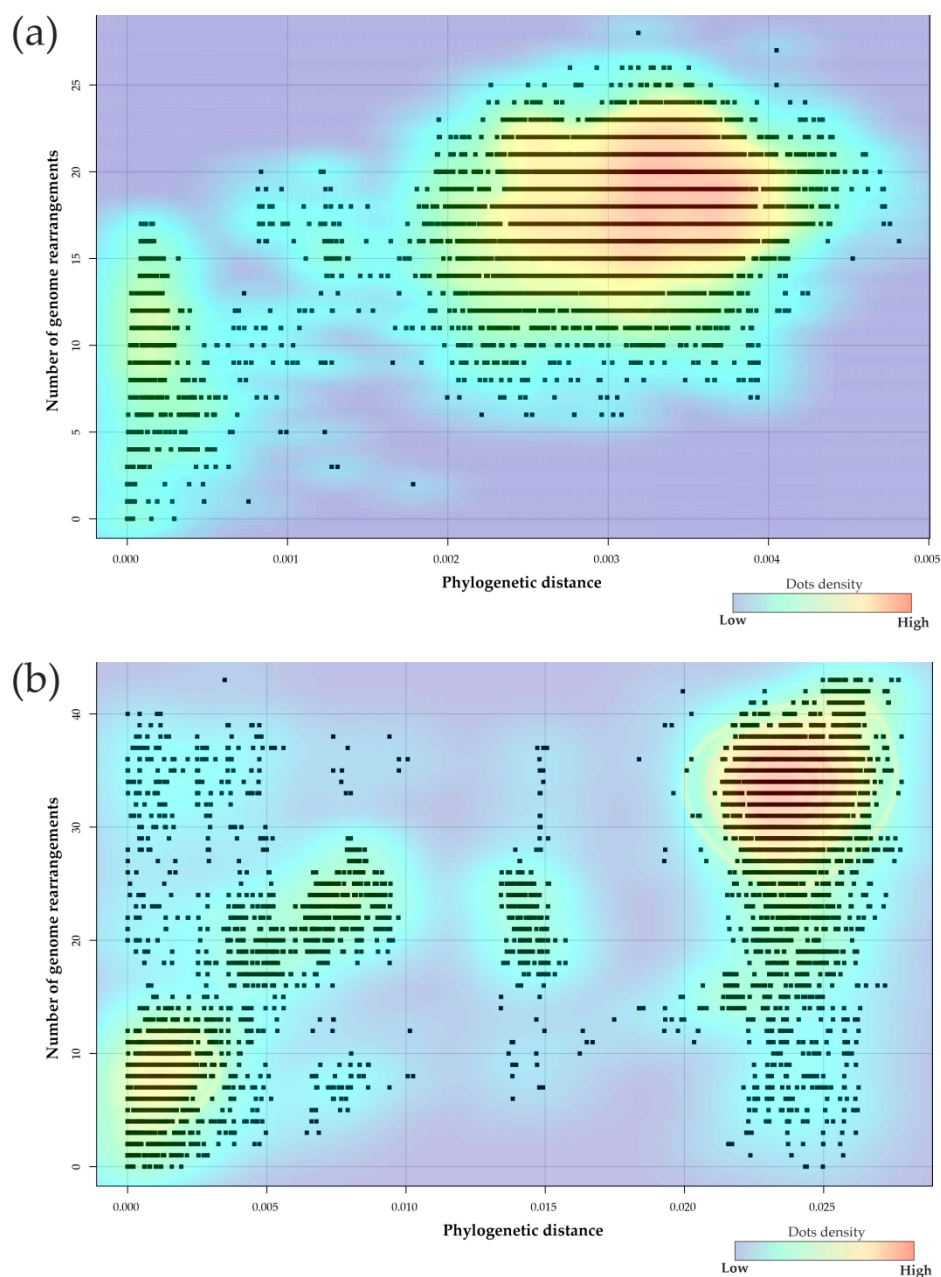 (a)
Number of genome rearrangements
25
20
15
10
5
0
0.000 0.001 0.002 0.003 0.004 0.005
Phylogenetic distance
Dots density
Low High
(b)
Number of genome rearrangements
40
30
20
10
0
0.000 0.005 0.010 0.015 0.020 0.025
Phylogenetic distance
Dots density
Low High